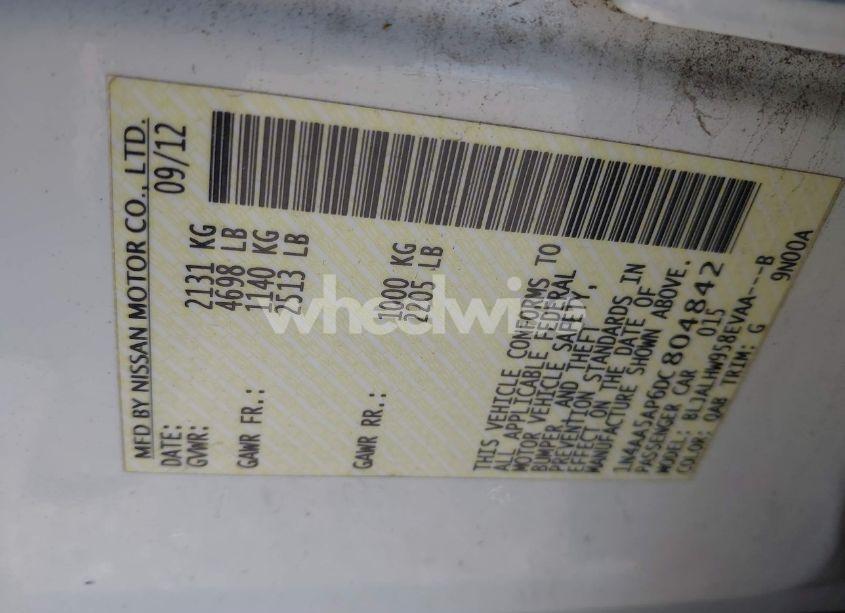 MFD BY NISSAN MOTOR CO., LTD.
DATE: 09/12
GVWR: 2131 KG
4698 LB
GAWR FR.: 1140 KG
2513 LB
GAWR RR.: 1000 KG
2205 LB
THIS VEHICLE CONFORMS TO
ALL APPLICABLE FEDERAL
MOTOR VEHICLE SAFETY,
BUMPER, AND THEFT
PREVENTION STANDARDS IN
EFFECT ON THE DATE OF
MANUFACTURE SHOWN ABOVE.
1N4AA5AP6DC804842
PASSENGER CAR 015
MODEL: BLJALHW958EVAA----B
COLOR: QAB TRIM: G 9N00A